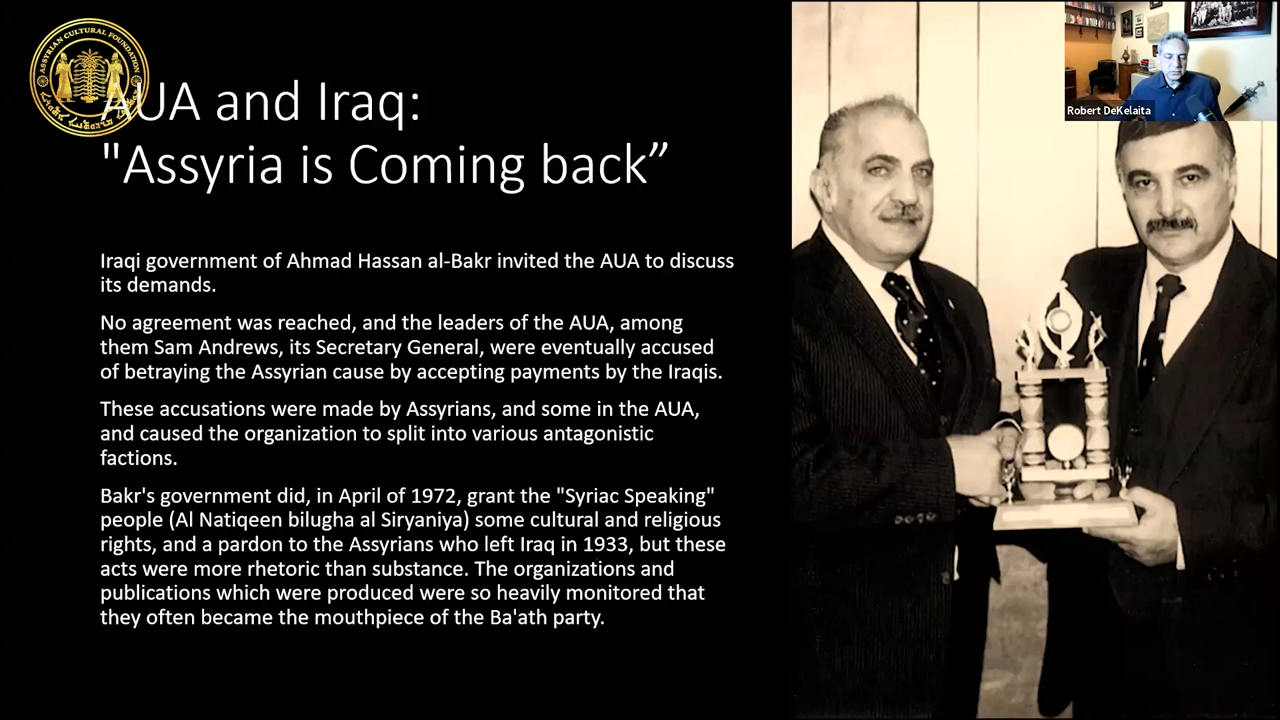 ASSYRIAN CULTURAL FOUNDATION
AUA and Iraq:
"Assyria is Coming back”
Iraqi government of Ahmad Hassan al-Bakr invited the AUA to discuss
its demands.
No agreement was reached, and the leaders of the AUA, among
them Sam Andrews, its Secretary General, were eventually accused
of betraying the Assyrian cause by accepting payments by the Iraqis.
These accusations were made by Assyrians, and some in the AUA,
and caused the organization to split into various antagonistic
factions.
Bakr's government did, in April of 1972, grant the "Syriac Speaking"
people (Al Natiqeen bilugha al Siryaniya) some cultural and religious
rights, and a pardon to the Assyrians who left Iraq in 1933, but these
acts were more rhetoric than substance. The organizations and
publications which were produced were so heavily monitored that
they often became the mouthpiece of the Ba'ath party.
Robert DeKelaita